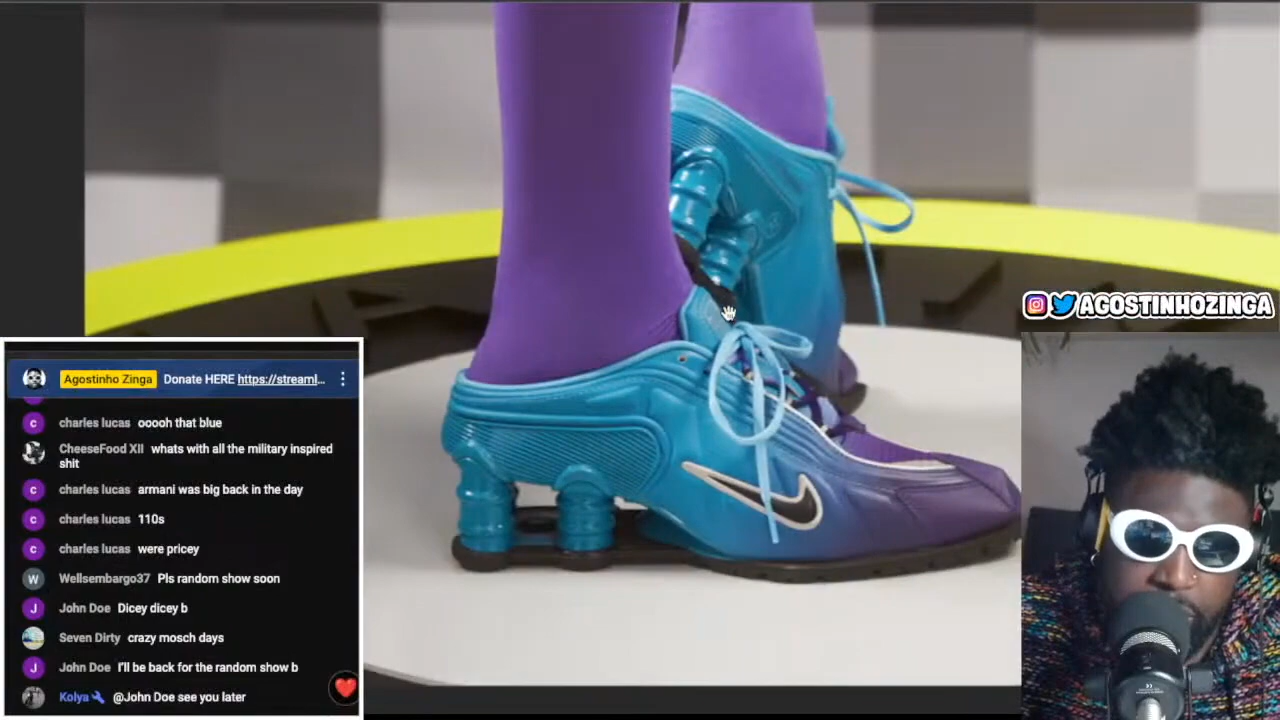 AGOSTINHOZINGA
Agostinho Zinga Donate HERE https://streaml...
charles lucas ooooh that blue
CheeseFood XII whats with all the military inspired
shit
charles lucas armani was big back in the day
charles lucas 110s
charles lucas were pricey
Wellsembargo37 Pls random show soon
John Doe Dicey dicey b
Seven Dirty crazy mosch days
John Doe I'll be back for the random show b
Kolya @John Doe see you later